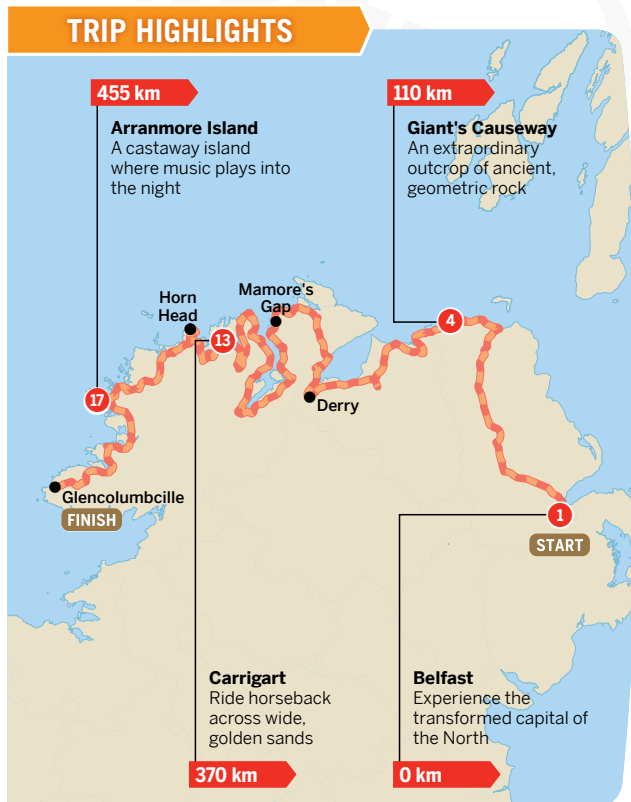 TRIP HIGHLIGHTS
455 km
Arranmore Island
A castaway island
where music plays into
the night
110 km
Giant's Causeway
An extraordinary
outcrop of ancient,
geometric rock
Horn
Head
Mamore's
Gap
13
4
17
Derry
Glencolumbcille
FINISH
1
START
Carrigart
Ride horseback
across wide,
golden sands
370 km
Belfast
Experience the
transformed capital of
the North
0 km